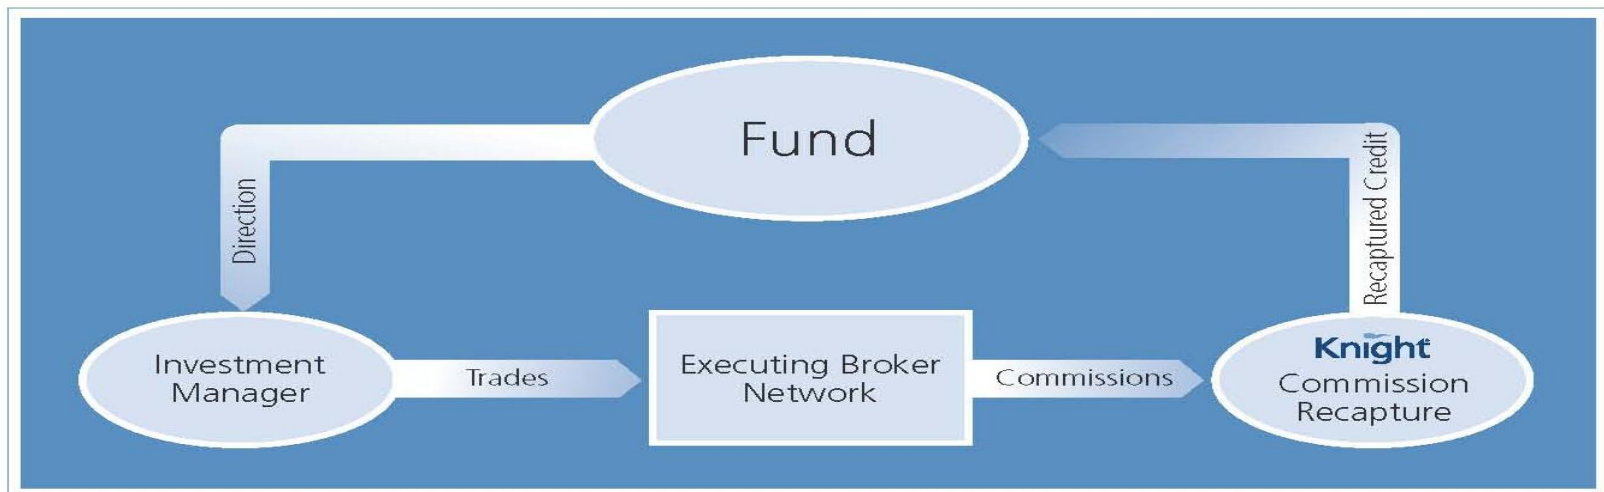 Fund
Direction
Recaptured Credit
Investment
Manager
Trades
Executing Broker
Network
Commissions
Knight
Commission
Recapture